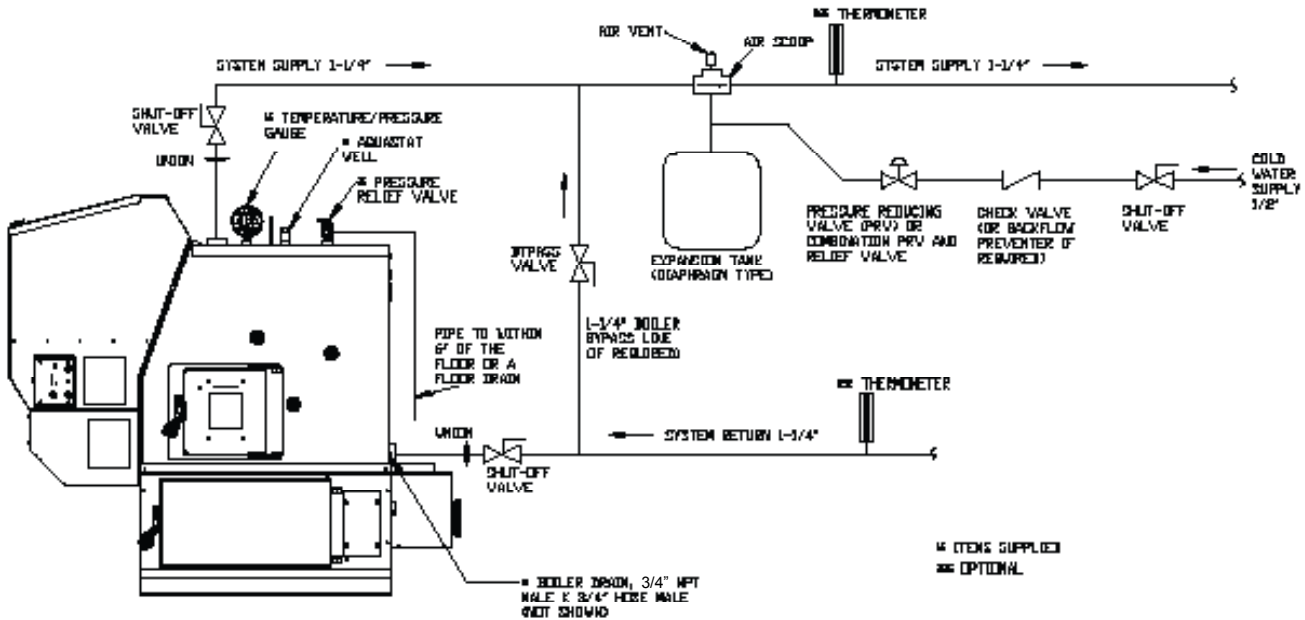 ** THERMOMETER
AIR VENT
AIR SCOOP
SYSTEM SUPPLY 1-1/4"
SYSTEM SUPPLY 1-1/4"
SHUT-OFF
VALVE
* TEMPERATURE/PRESSURE
GAUGE
* AQUASTAT
WELL
UNION
* PRESSURE
RELIEF VALVE
COLD
WATER
SUPPLY
1/2"
PRESSURE REDUCING
VALVE (PRV) OR
COMBINATION PRV AND
RELIEF VALVE
CHECK VALVE
(OR BACKFLOW
PREVENTER IF
REQUIRED)
SHUT-OFF
VALVE
BYPASS
VALVE
EXPANSION TANK
(DIAPHRAGM TYPE)
1-1/4" BOILER
BYPASS LINE
(IF REQUIRED)
PIPE TO WITHIN
6" OF THE
FLOOR OR A
FLOOR DRAIN
** THERMOMETER
UNION
SYSTEM RETURN 1-1/4"
SHUT-OFF
VALVE
* ITEMS SUPPLIED
** OPTIONAL
* BOILER DRAIN, 3/4" NPT
MALE X 3/4" HOSE MALE
(NOT SHOWN)